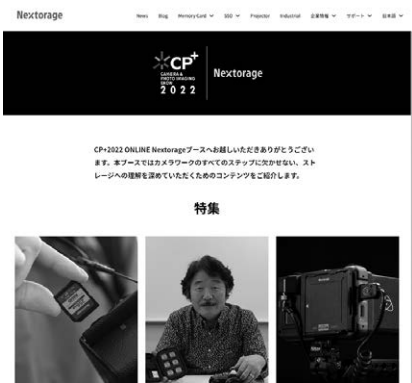 Nextorage
News Blog Memory Card SSD Projector Industrial 企業情報 サポート 日本語
CP+
CAMERA &
PHOTO IMAGING
SHOW
2022
Nextorage
CP+2022 ONLINE Nextorageブースへお越しいただきありがとうござい
ます。本ブースではカメラワークのすべてのステップに欠かせない、スト
レージへの理解を深めていただくためのコンテンツをご紹介します。
特集